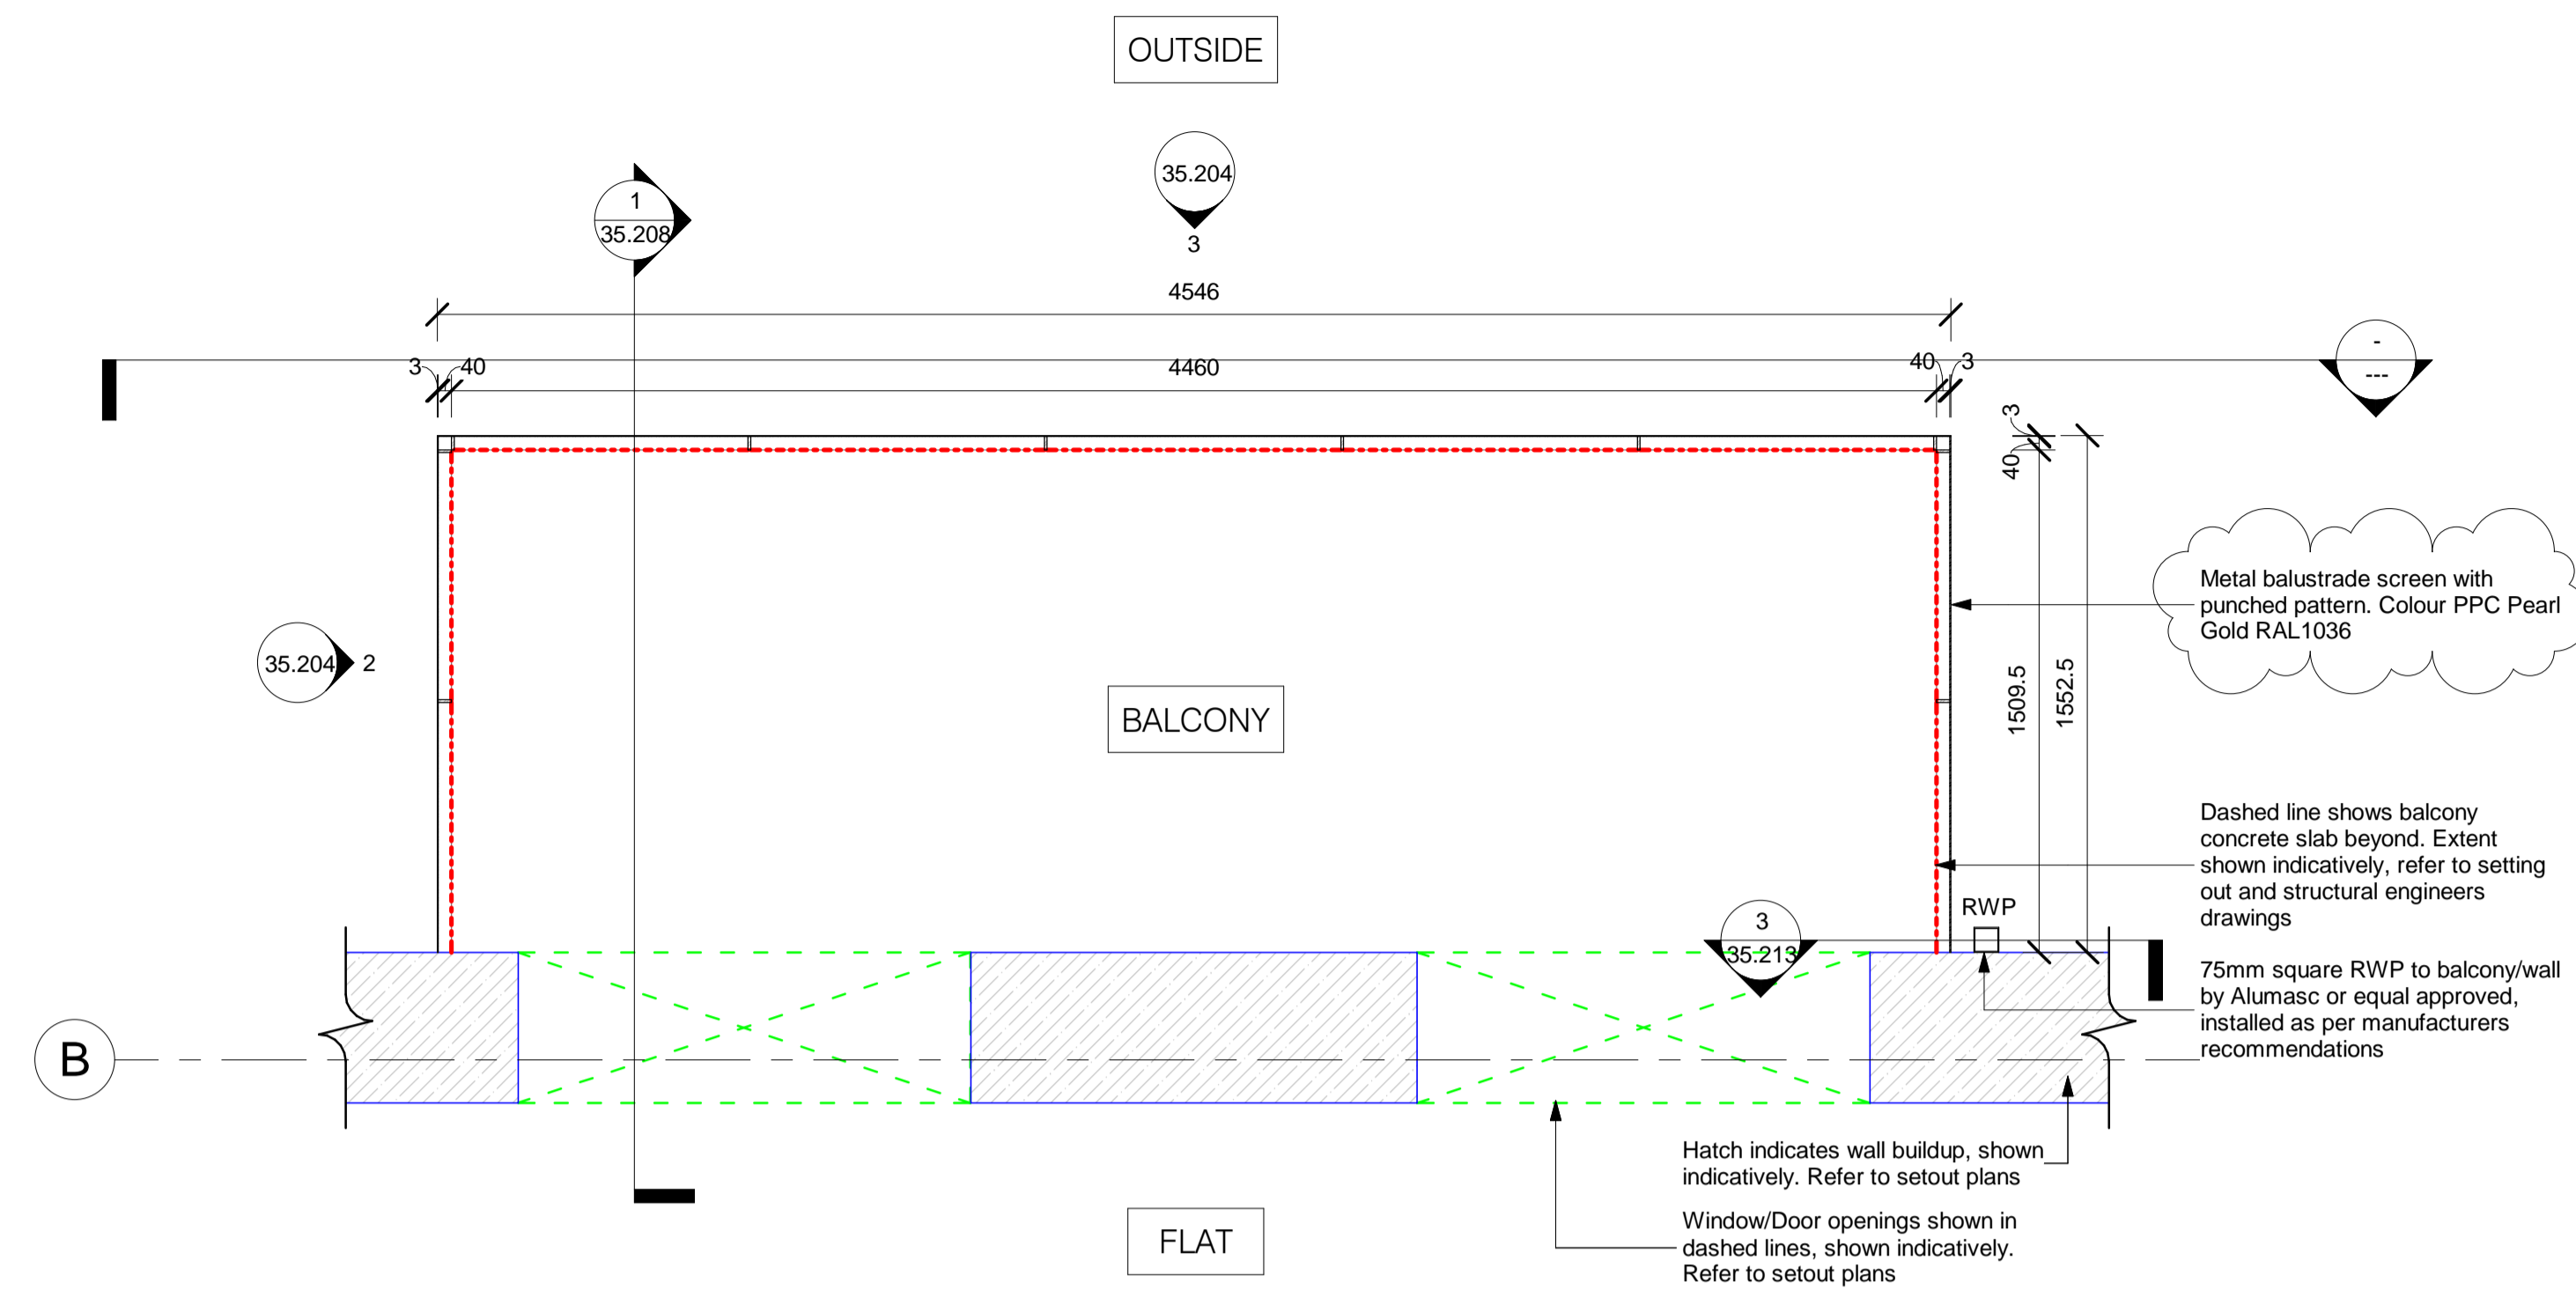 OUTSIDE
35.204
3
1
35.208
4546
-
---
3
40
4460
40
3
3
40
Metal balustrade screen with
punched pattern. Colour PPC Pearl
Gold RAL1036
35.204
2
1509.5
1552.5
BALCONY
Dashed line shows balcony
concrete slab beyond. Extent
shown indicatively, refer to setting
out and structural engineers
drawings
RWP
3
35.213
75mm square RWP to balcony/wall
by Alumasc or equal approved,
installed as per manufacturers
recommendations
B
Hatch indicates wall buildup, shown
indicatively. Refer to setout plans
Window/Door openings shown in
dashed lines, shown indicatively.
Refer to setout plans
FLAT